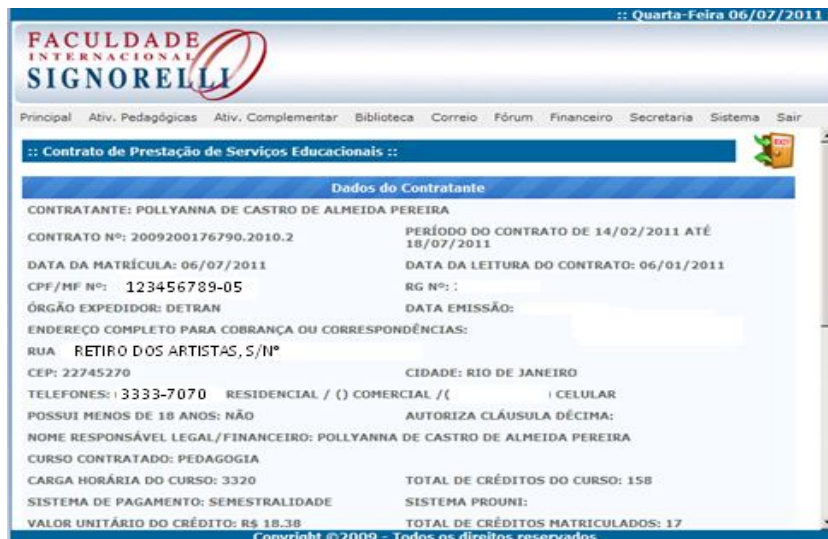 :: Quarta-Feira 06/07/2011
FACULDADE
INTERNACIONAL
SIGNORELLI
Principal Ativ. Pedagógicas Ativ. Complementar Biblioteca Correio Fórum Financeiro Secretaria Sistema Sair
:: Contrato de Prestação de Serviços Educacionais ::
EXIT
Dados do Contratante
CONTRATANTE: POLLYANNA DE CASTRO DE ALMEIDA PEREIRA
CONTRATO Nº: 2009200176790.2010.2 PERÍODO DO CONTRATO DE 14/02/2011 ATÉ
18/07/2011
DATA DA MATRÍCULA: 06/07/2011 DATA DA LEITURA DO CONTRATO: 06/01/2011
CPF/MF Nº: 123456789-05 RG Nº:
ÓRGÃO EXPEDIDOR: DETRAN DATA EMISSÃO:
ENDEREÇO COMPLETO PARA COBRANÇA OU CORRESPONDÊNCIAS:
RUA RETIRO DOS ARTISTAS, S/Nº
CEP: 22745270 CIDADE: RIO DE JANEIRO
TELEFONES: 3333-7070 RESIDENCIAL / () COMERCIAL /( CELULAR
POSSUI MENOS DE 18 ANOS: NÃO AUTORIZA CLÁUSULA DÉCIMA:
NOME RESPONSÁVEL LEGAL/FINANCEIRO: POLLYANNA DE CASTRO DE ALMEIDA PEREIRA
CURSO CONTRATADO: PEDAGOGIA
CARGA HORÁRIA DO CURSO: 3320 TOTAL DE CRÉDITOS DO CURSO: 158
SISTEMA DE PAGAMENTO: SEMESTRALIDADE SISTEMA PROUNI:
VALOR UNITÁRIO DO CRÉDITO: R$ 18.38 TOTAL DE CRÉDITOS MATRICULADOS: 17
Copyright ©2009 - Todos os direitos reservados